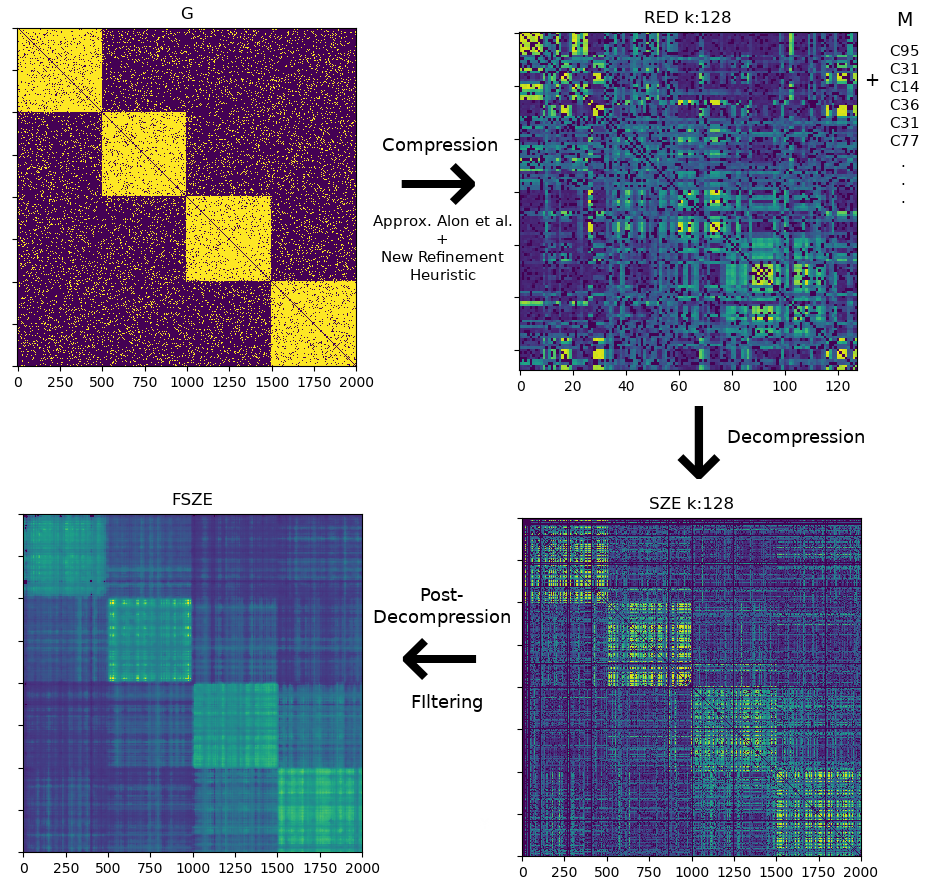 G
0 250 500 750 1000 1250 1500 1750 2000
Compression
Approx. Alon et al.
+
New Refinement
Heuristic
RED k:128
0 20 40 60 80 100 120
+
M
C95
C31
C14
C36
C31
C77
.
.
.
Decompression
SZE k:128
0 250 500 750 1000 1250 1500 1750 2000
Post-
Decompression
FIltering
FSZE
0 250 500 750 1000 1250 1500 1750 2000